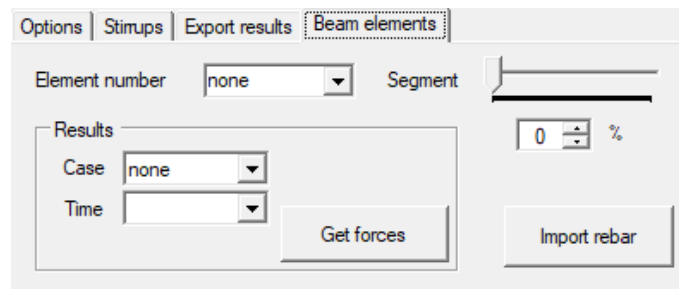 Options Stirrups Export results Beam elements
Element number none Segment
Results
0 %
Case none
Time
Get forces
Import rebar